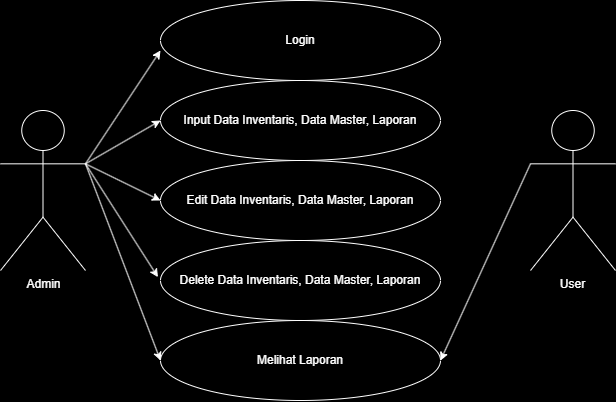 Login
Input Data Inventaris, Data Master, Laporan
Edit Data Inventaris, Data Master, Laporan
Delete Data Inventaris, Data Master, Laporan
Admin
User
Melihat Laporan